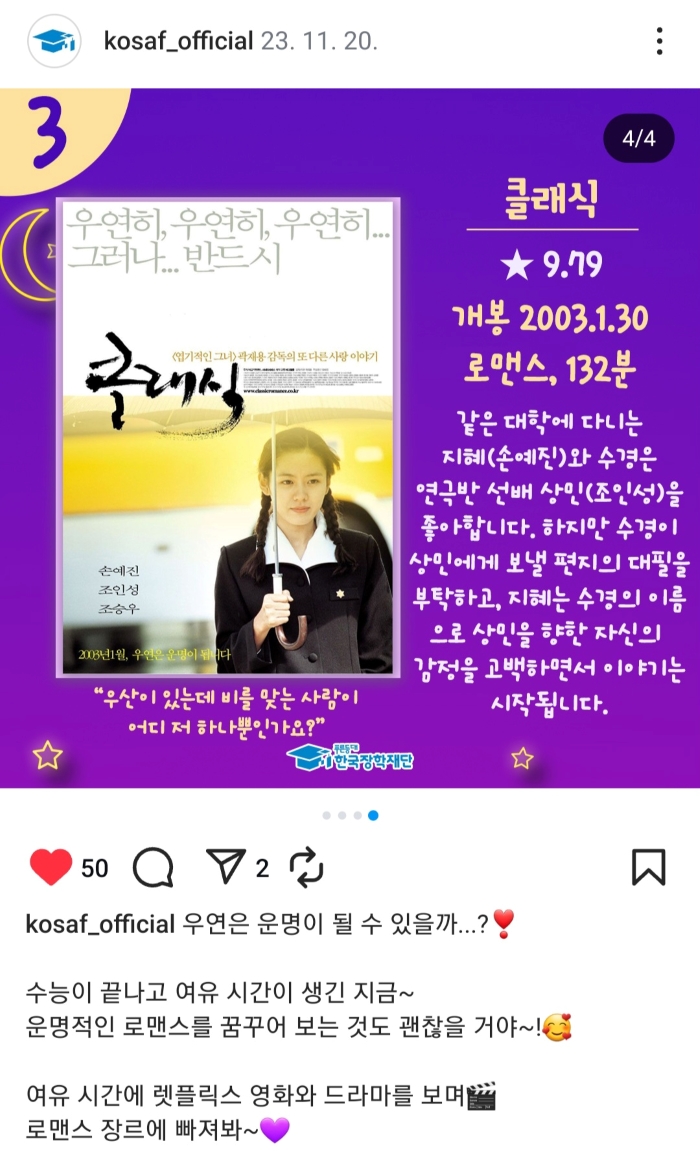 kosaf_official 23. 11. 20.
3
4/4
우연히, 우연히, 우연히...
그러나... 반드시
<엽기적인 그녀> 곽재용 감독의 또 다른 사랑 이야기
클래식
www.classicromance.co.kr
손예진
조인성
조승우
2003년1월, 우연은 운명이 됩니다
"우산이 있는데 비를 맞는 사람이
어디 저 하나뿐인가요?"
클래식
★ 9.79
개봉 2003.1.30
로맨스, 132분
같은 대학에 다니는
지혜(손예진)와 수경은
연극반 선배 상민(조인성)을
좋아합니다. 하지만 수경이
상민에게 보낼 편지의 대필을
부탁하고, 지혜는 수경의 이름
으로 상민을 향한 자신의
감정을 고백하면서 이야기는
시작됩니다.
푸른등대
한국장학재단
50
2
kosaf_official 우연은 운명이 될 수 있을까...?❣️
수능이 끝나고 여유 시간이 생긴 지금~
운명적인 로맨스를 꿈꾸어 보는 것도 괜찮을 거야~!🥰
여유 시간에 렛플릭스 영화와 드라마를 보며🎬
로맨스 장르에 빠져봐~💜